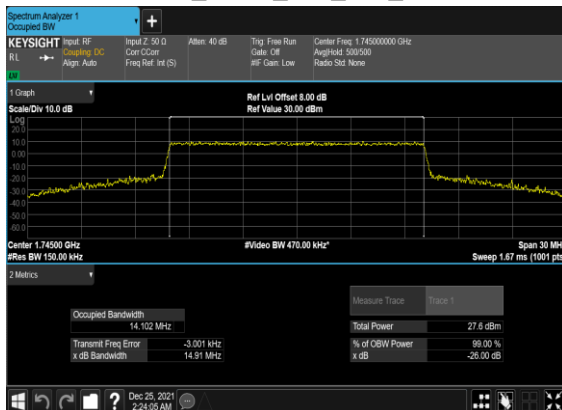 Spectrum Analyzer 1
Occupied BW
KEYSIGHT
RL
Input: RF
Coupling: DC
Align: Auto
Input Z: 50 Ω
Corr CCorr
Freq Ref: Int (S)
Atten: 40 dB
Trig: Free Run
Gate: Off
#IF Gain: Low
Center Freq: 1.745000000 GHz
Avg|Hold: 500/500
Radio Std: None
1 Graph
Scale/Div 10.0 dB
Ref Lvl Offset 8.00 dB
Ref Value 30.00 dBm
Log
20.0
10.0
0.00
-10.0
-20.0
-30.0
-40.0
-50.0
-60.0
Center 1.74500 GHz
#Res BW 150.00 kHz
#Video BW 470.00 kHz*
Span 30 MH
Sweep 1.67 ms (1001 pts
2 Metrics
Measure Trace
Trace 1
Occupied Bandwidth
14.102 MHz
Total Power
27.6 dBm
Transmit Freq Error
-3.001 kHz
% of OBW Power
99.00 %
x dB Bandwidth
14.91 MHz
x dB
-26.00 dB
?
Dec 25, 2021
2:24:05 AM